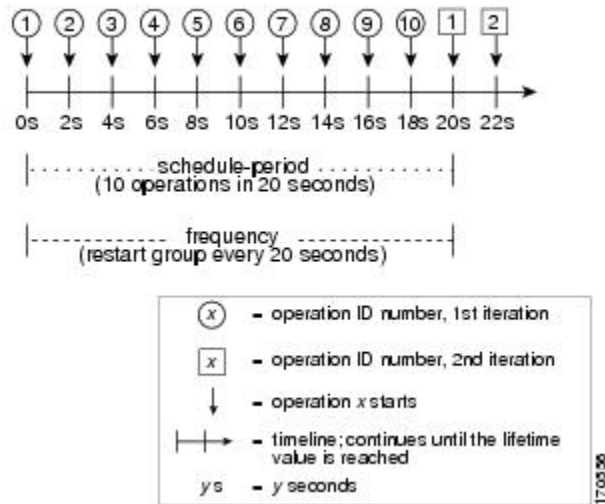 1 2 3 4 5 6 7 8 9 10 1 2
0s 2s 4s 6s 8s 10s 12s 14s 16s 18s 20s 22s
schedule-period
(10 operations in 20 seconds)
frequency
(restart group every 20 seconds)
x – operation ID number, 1st iteration
x – operation ID number, 2nd iteration
– operation x starts
– timeline; continues until the lifetime
value is reached
y s – y seconds
170556